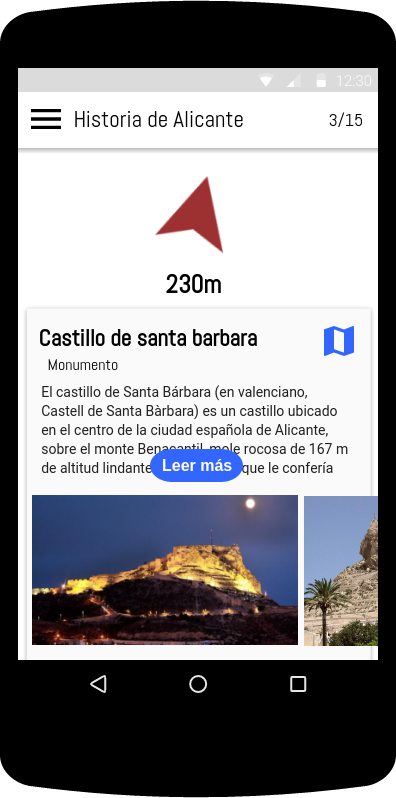 12:30
Historia de Alicante
3/15
230m
Castillo de santa barbara
Monumento
El castillo de Santa Bárbara (en valenciano,
Castell de Santa Bàrbara) es un castillo ubicado
en el centro de la ciudad española de Alicante,
sobre el monte Benacantil, mole rocosa de 167 m
de altitud lindante que le confería
Leer más